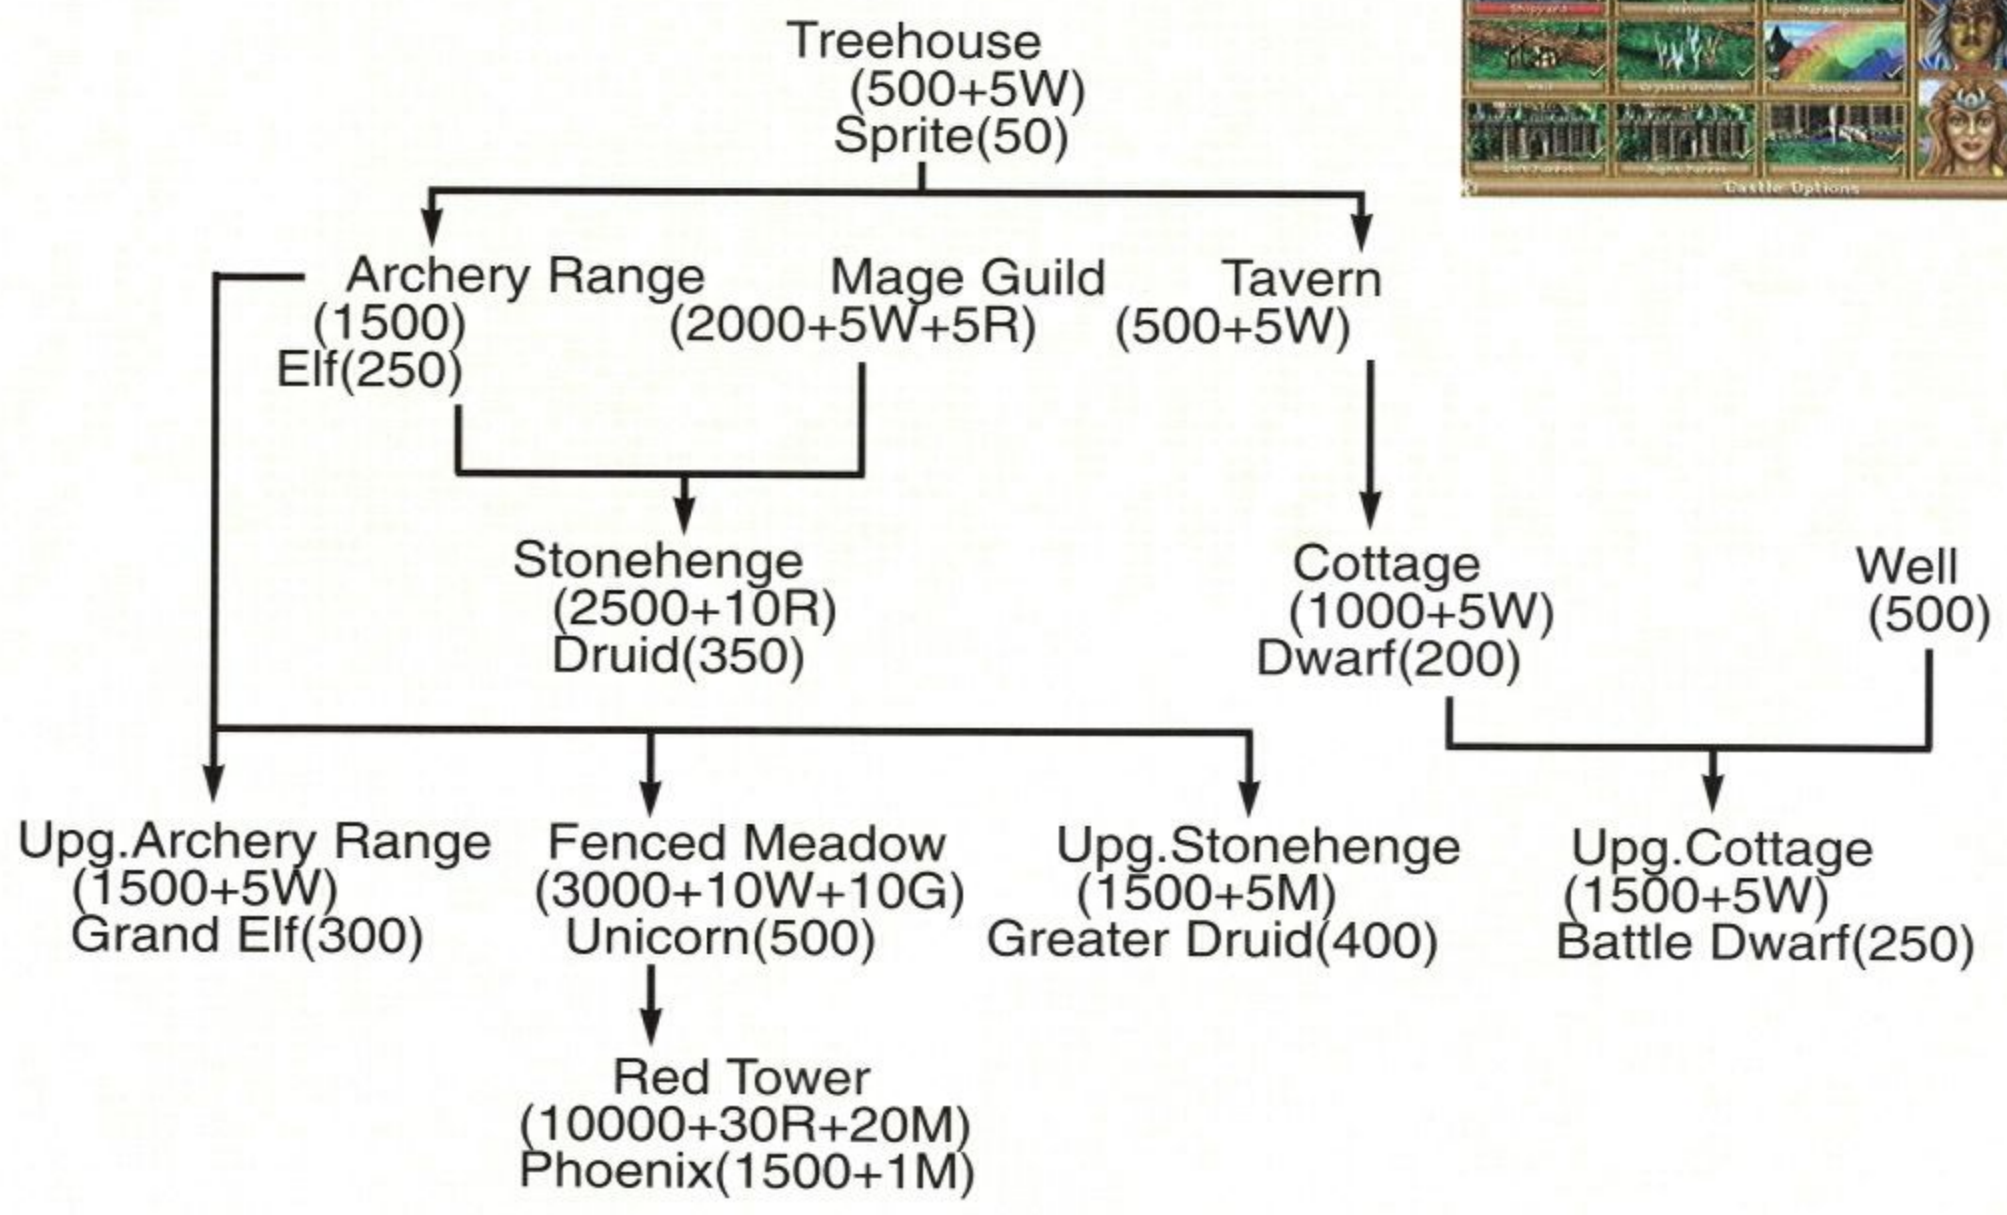 Treehouse
(500+5W)
Sprite(50)
Shipyard
Well
Castle Options
Archery Range
(1500)
Elf(250)
Mage Guild
(2000+5W+5R)
Tavern
(500+5W)
Stonehenge
(2500+10R)
Druid(350)
Cottage
(1000+5W)
Dwarf(200)
Well
(500)
Upg.Archery Range
(1500+5W)
Grand Elf(300)
Fenced Meadow
(3000+10W+10G)
Unicorn(500)
Upg.Stonehenge
(1500+5M)
Greater Druid(400)
Upg.Cottage
(1500+5W)
Battle Dwarf(250)
Red Tower
(10000+30R+20M)
Phoenix(1500+1M)